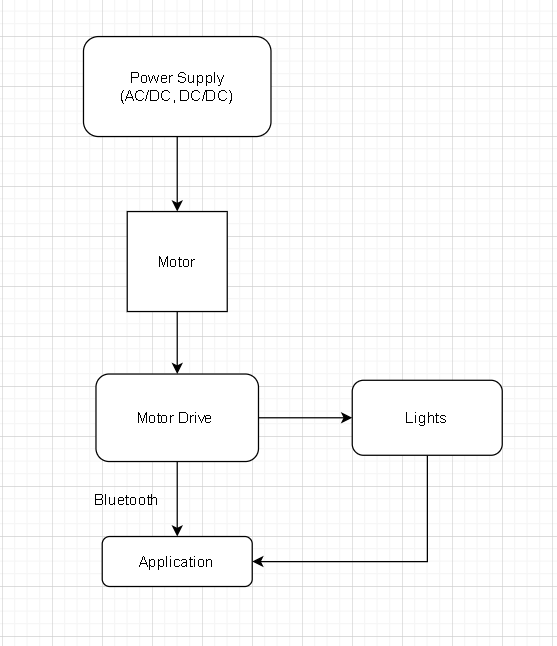 Power Supply
(AC/DC, DC/DC)
Motor
Motor Drive
Lights
Bluetooth
Application